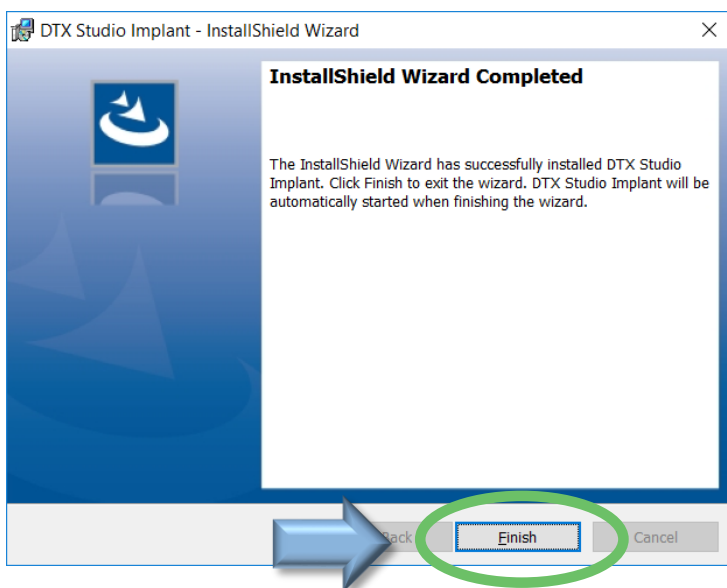 DTX Studio Implant - InstallShield Wizard
InstallShield Wizard Completed
The InstallShield Wizard has successfully installed DTX Studio
Implant. Click Finish to exit the wizard. DTX Studio Implant will be
automatically started when finishing the wizard.
Back Finish Cancel